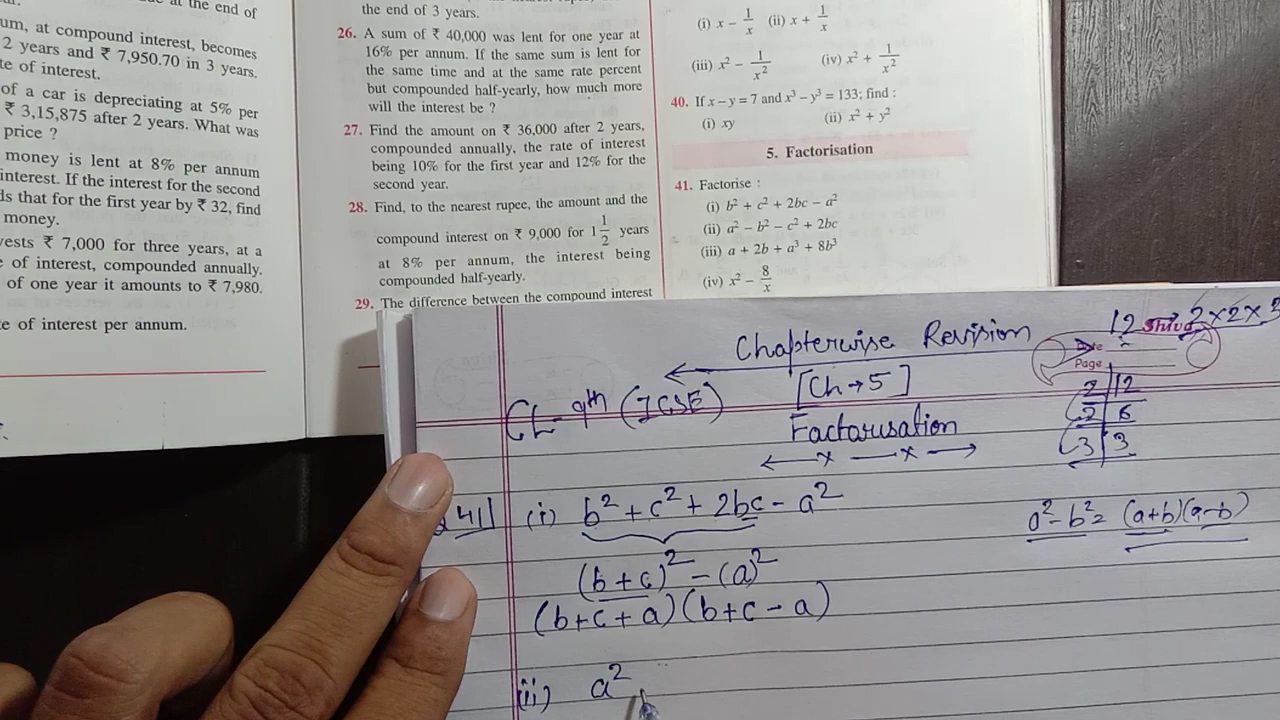 at the end of
um, at compound interest, becomes
2 years and ₹ 7,950.70 in 3 years.
te of interest.
of a car is depreciating at 5% per
₹ 3,15,875 after 2 years. What was
price ?
money is lent at 8% per annum
interest. If the interest for the second
ds that for the first year by ₹ 32, find
money.
vests ₹ 7,000 for three years, at a
e of interest, compounded annually.
of one year it amounts to ₹ 7,980.
te of interest per annum.
the end of 3 years.
26. A sum of ₹ 40,000 was lent for one year at
16% per annum. If the same sum is lent for
the same time and at the same rate percent
but compounded half-yearly, how much more
will the interest be ?
27. Find the amount on ₹ 36,000 after 2 years,
compounded annually, the rate of interest
being 10% for the first year and 12% for the
second year.
28. Find, to the nearest rupee, the amount and the
compound interest on ₹ 9,000 for 1 1/2 years
at 8% per annum, the interest being
compounded half-yearly.
29. The difference between the compound interest
(i) x − 1/x (ii) x + 1/x
(iii) x² − 1/x² (iv) x² + 1/x²
40. If x − y = 7 and x³ − y³ = 133; find :
(i) xy (ii) x² + y²
5. Factorisation
41. Factorise :
(i) b² + c² + 2bc − a²
(ii) a² − b² − c² + 2bc
(iii) a + 2b + a³ + 8b³
(iv) x² − 8/x
Chapterwise Revision
12 → 2×2×3
Shiva
Date
Page
CL-9th (ICSE) [Ch→5]
Factorusation
2|12
2|6
3|3
Q41 (i) b² + c² + 2bc − a²
a²−b²= (a+b)(a−b)
(b+c)² − (a)²
(b+c+a)(b+c−a)
(ii) a²